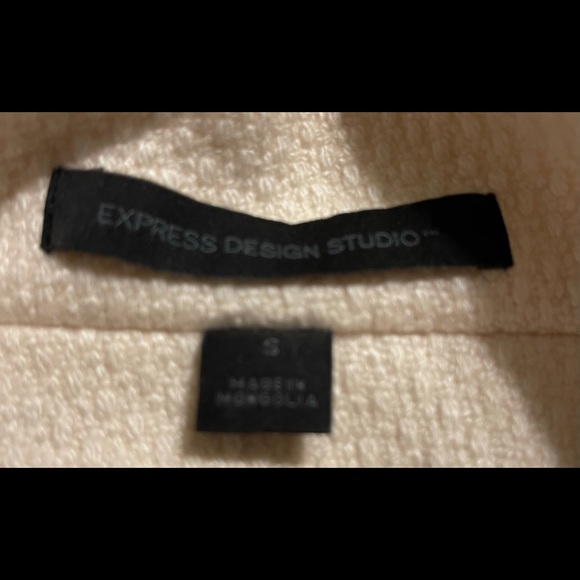 EXPRESS DESIGN STUDIO™
S
MADE IN
MONGOLIA